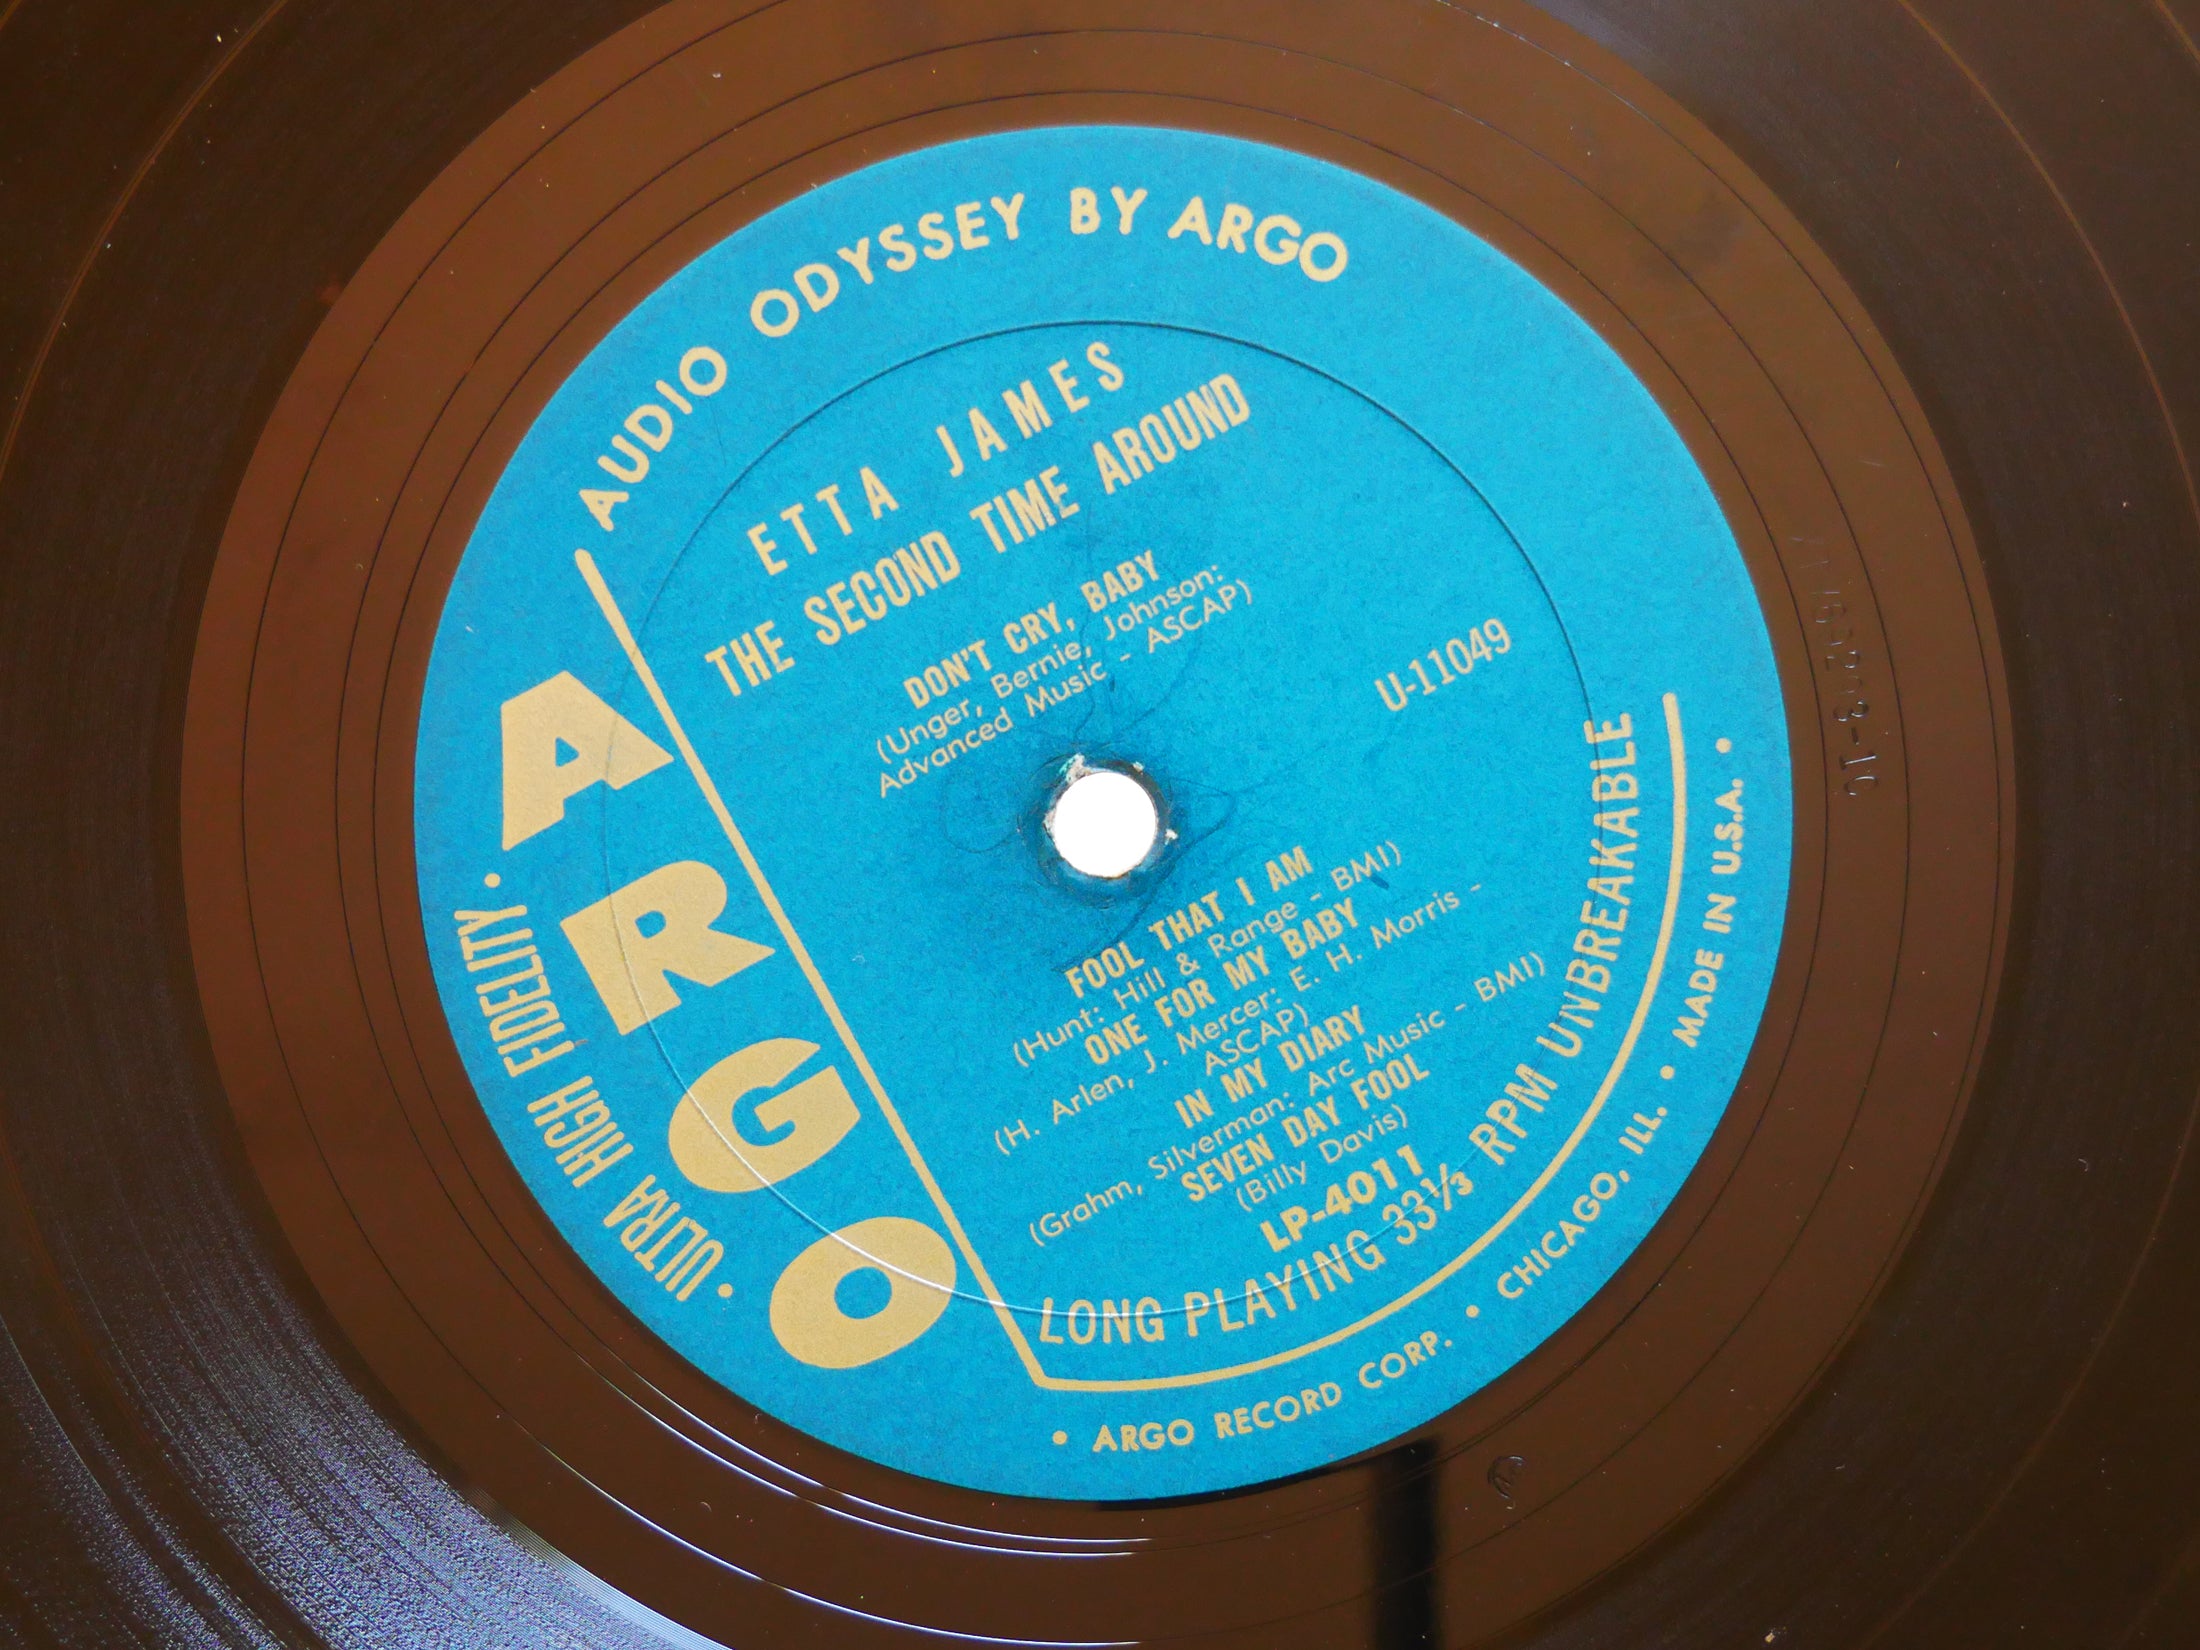 AUDIO ODYSSEY BY ARGO
ETTA JAMES
THE SECOND TIME AROUND
DON'T CRY, BABY
(Unger, Bernie, Johnson:
Advanced Music - ASCAP)
U-11049
FOOL THAT I AM
(Hunt: Hill & Range - BMI)
ONE FOR MY BABY
(H. Arlen, J. Mercer: E. H. Morris -
ASCAP)
IN MY DIARY
(Grahm, Silverman: Arc Music - BMI)
SEVEN DAY FOOL
(Billy Davis)
LP-4011
LONG PLAYING 33⅓ RPM UNBREAKABLE
ARGO
• ULTRA HIGH FIDELITY •
• ARGO RECORD CORP. • CHICAGO, ILL. • MADE IN U.S.A. •